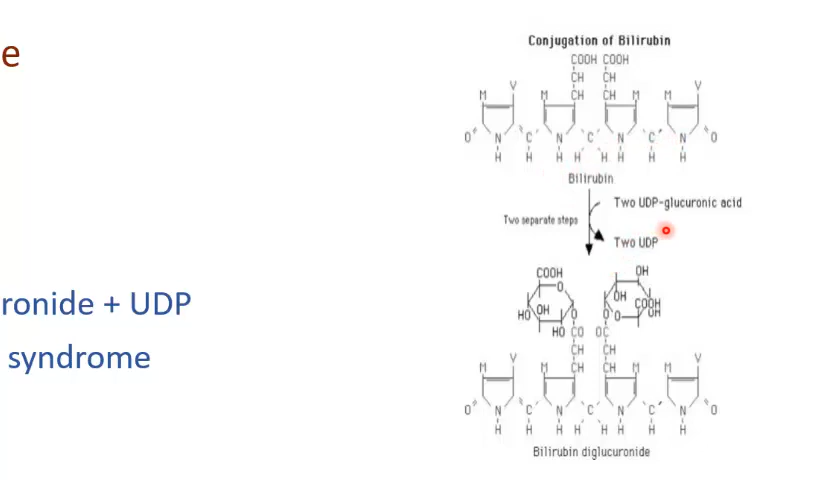 e
ronide + UDP
syndrome
Conjugation of Bilirubin
COOH COOH
CH CH
M V M CH CH M M V
O N C N C N C N O
H H H H H H H H
Bilirubin
Two UDP-glucuronic acid
Two separate steps
Two UDP
COOH OH
O OH COOH
HO OH O O O OH
HO CO OC
CH CH
M V M CH CH M M V
O N C N C N C N O
H H H H H H H H
Bilirubin diglucuronide